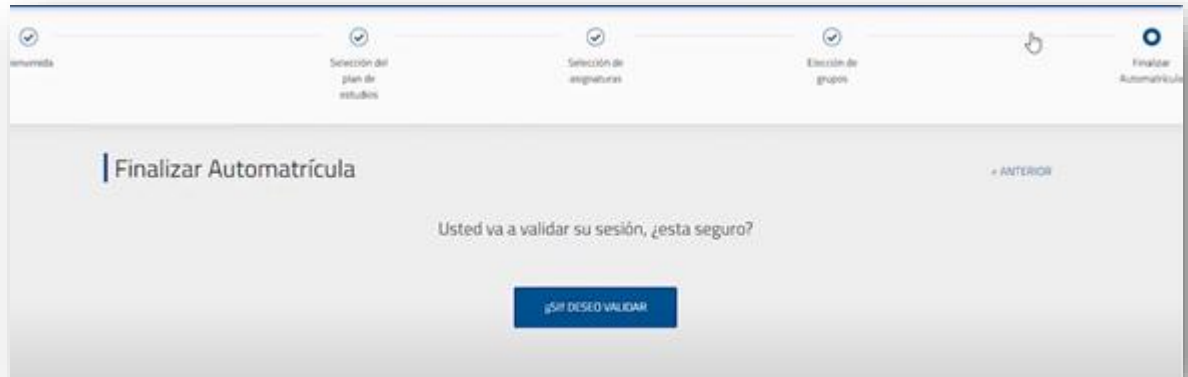 Selección del
plan de
estudios
Selección de
asignaturas
Elección de
grupos
Finalizar
Automatrícula
Finalizar Automatrícula
« ANTERIOR
Usted va a validar su sesión, ¿esta seguro?
¡¡SI!! DESEO VALIDAR